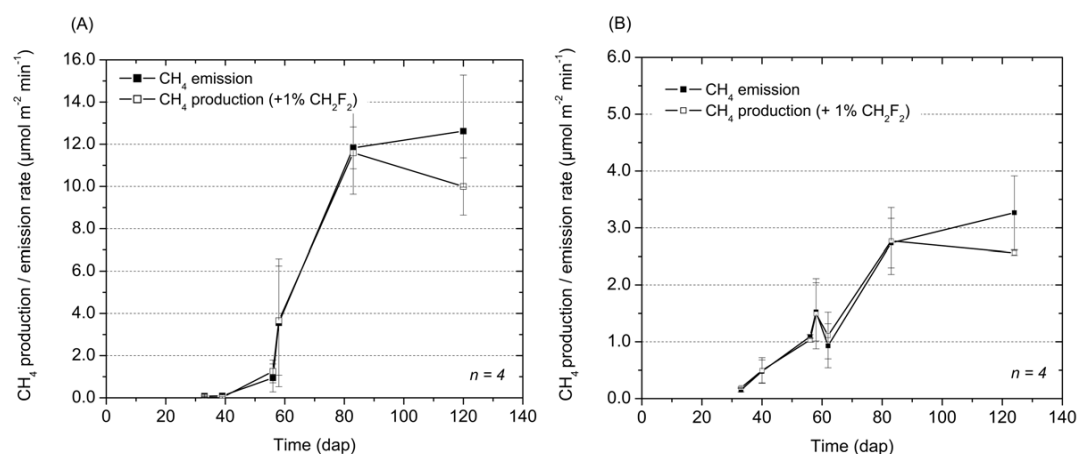 (A)
CH₄ production / emission rate (µmol m⁻² min⁻¹)
16.0
14.0
12.0
10.0
8.0
6.0
4.0
2.0
0.0
CH₄ emission
CH₄ production (+1% CH₂F₂)
n = 4
0 20 40 60 80 100 120 140
Time (dap)
(B)
CH₄ production / emission rate (µmol m⁻² min⁻¹)
6.0
5.0
4.0
3.0
2.0
1.0
0.0
CH₄ emission
CH₄ production (+ 1% CH₂F₂)
n = 4
0 20 40 60 80 100 120 140
Time (dap)